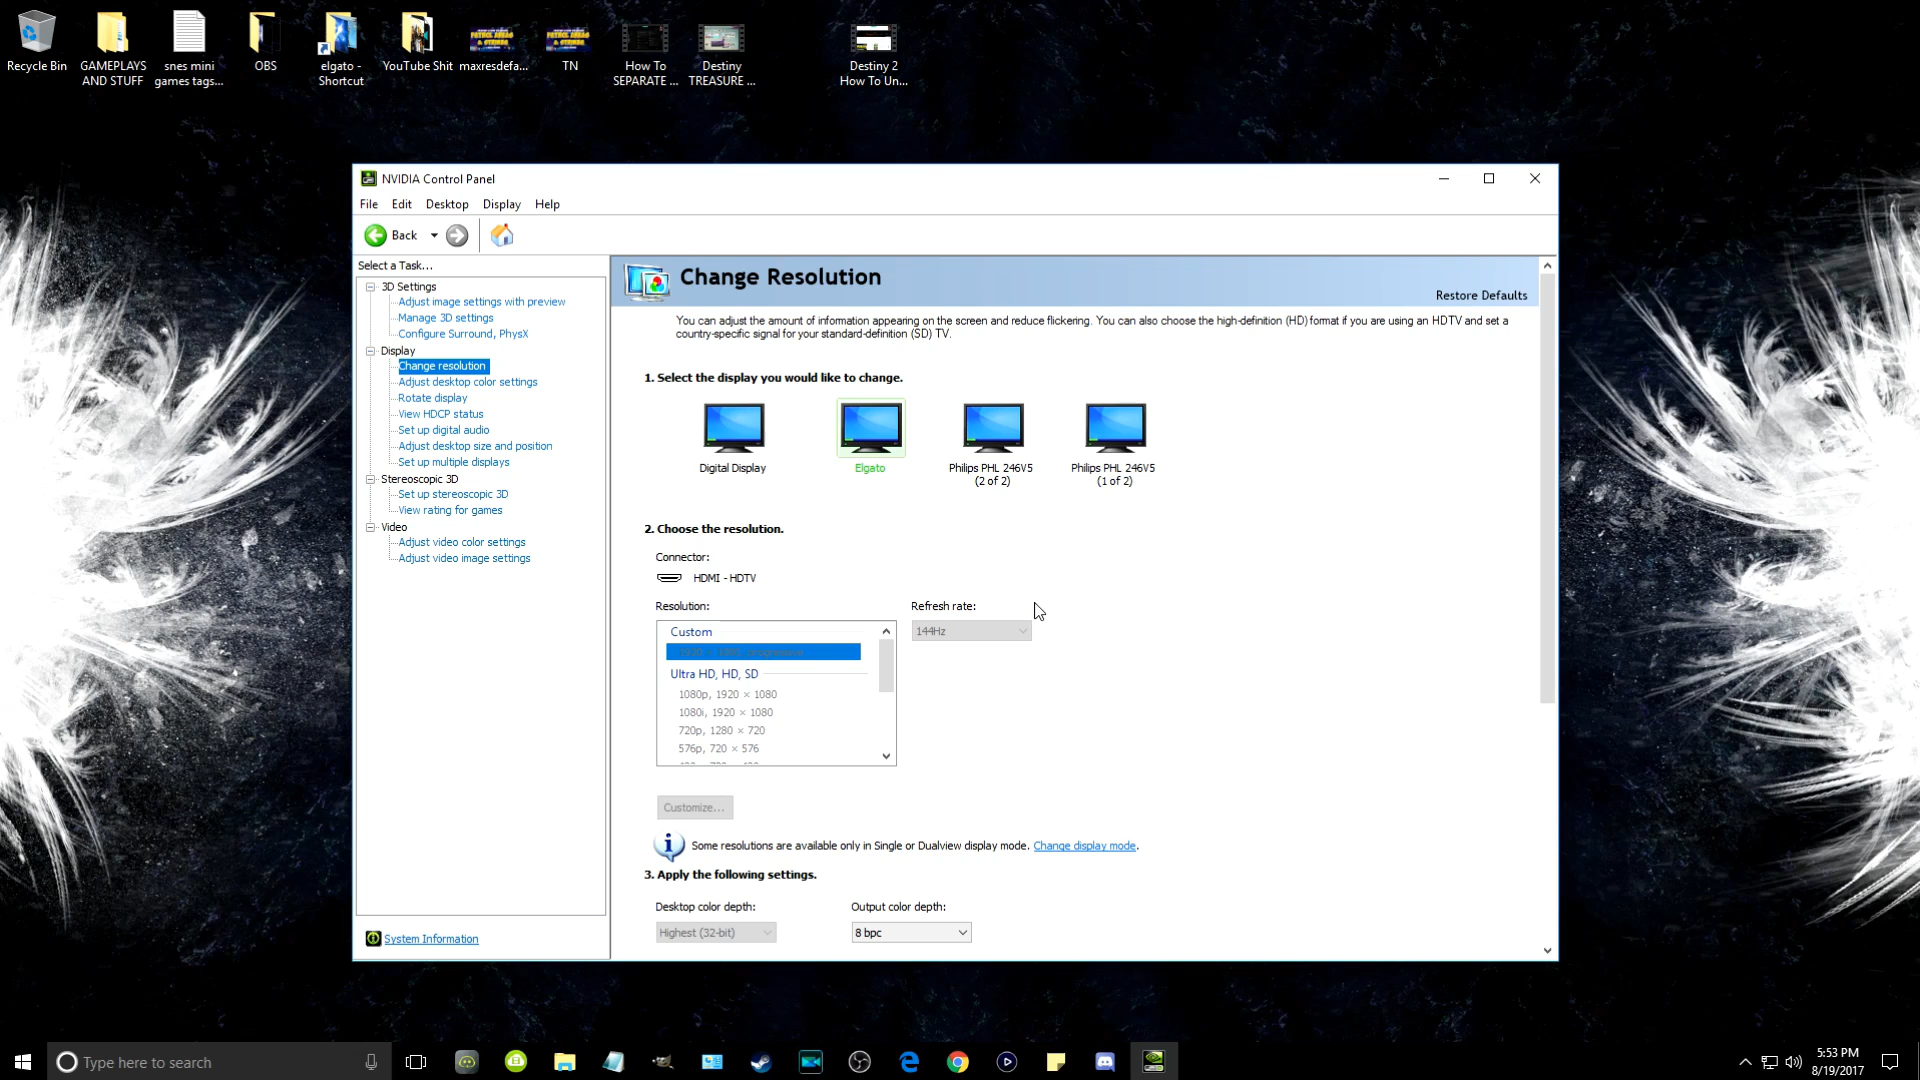 Recycle Bin
GAMEPLAYS
AND STUFF
snes mini
games tags...
OBS
elgato -
Shortcut
YouTube Shit
maxresdefa...
TN
How To
SEPARATE ...
Destiny
TREASURE ...
Destiny 2
How To Un...
NVIDIA Control Panel
File Edit Desktop Display Help
Back
Select a Task...
3D Settings
Adjust image settings with preview
Manage 3D settings
Configure Surround, PhysX
Display
Change resolution
Adjust desktop color settings
Rotate display
View HDCP status
Set up digital audio
Adjust desktop size and position
Set up multiple displays
Stereoscopic 3D
Set up stereoscopic 3D
View rating for games
Video
Adjust video color settings
Adjust video image settings
System Information
Change Resolution
Restore Defaults
You can adjust the amount of information appearing on the screen and reduce flickering. You can also choose the high-definition (HD) format if you are using an HDTV and set a
country-specific signal for your standard-definition (SD) TV.
1. Select the display you would like to change.
Digital Display
Elgato
Philips PHL 246V5
(2 of 2)
Philips PHL 246V5
(1 of 2)
2. Choose the resolution.
Connector:
HDMI - HDTV
Resolution:
Refresh rate:
144Hz
Custom
Ultra HD, HD, SD
1080p, 1920 × 1080
1080i, 1920 × 1080
720p, 1280 × 720
576p, 720 × 576
Customize...
Some resolutions are available only in Single or Dualview display mode. Change display mode.
3. Apply the following settings.
Desktop color depth:
Output color depth:
Highest (32-bit)
8 bpc
Type here to search
5:53 PM
8/19/2017